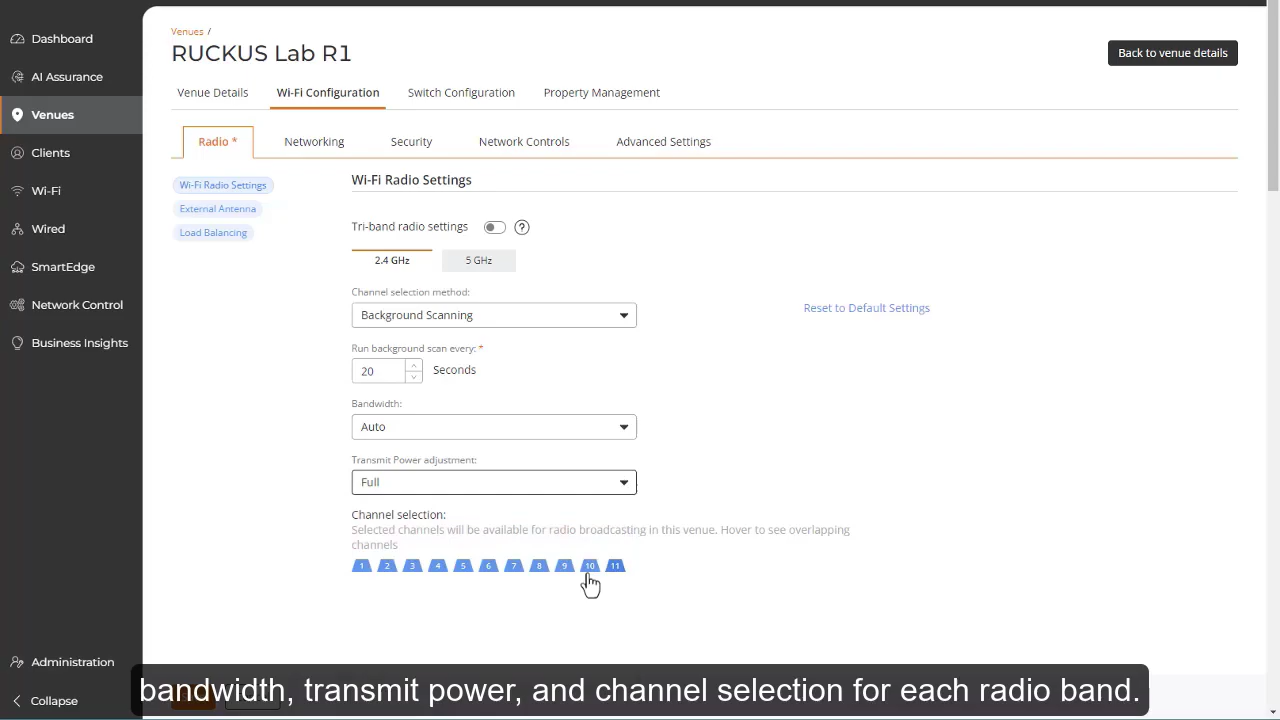 Dashboard
AI Assurance
Venues
Clients
Wi-Fi
Wired
SmartEdge
Network Control
Business Insights
Administration
Collapse
Venues /
RUCKUS Lab R1
Back to venue details
Venue Details Wi-Fi Configuration Switch Configuration Property Management
Radio * Networking Security Network Controls Advanced Settings
Wi-Fi Radio Settings
External Antenna
Load Balancing
Wi-Fi Radio Settings
Tri-band radio settings ?
2.4 GHz 5 GHz
Channel selection method:
Background Scanning
Reset to Default Settings
Run background scan every: *
20 Seconds
Bandwidth:
Auto
Transmit Power adjustment:
Full
Channel selection:
Selected channels will be available for radio broadcasting in this venue. Hover to see overlapping
channels
1 2 3 4 5 6 7 8 9 10 11
bandwidth, transmit power, and channel selection for each radio band.